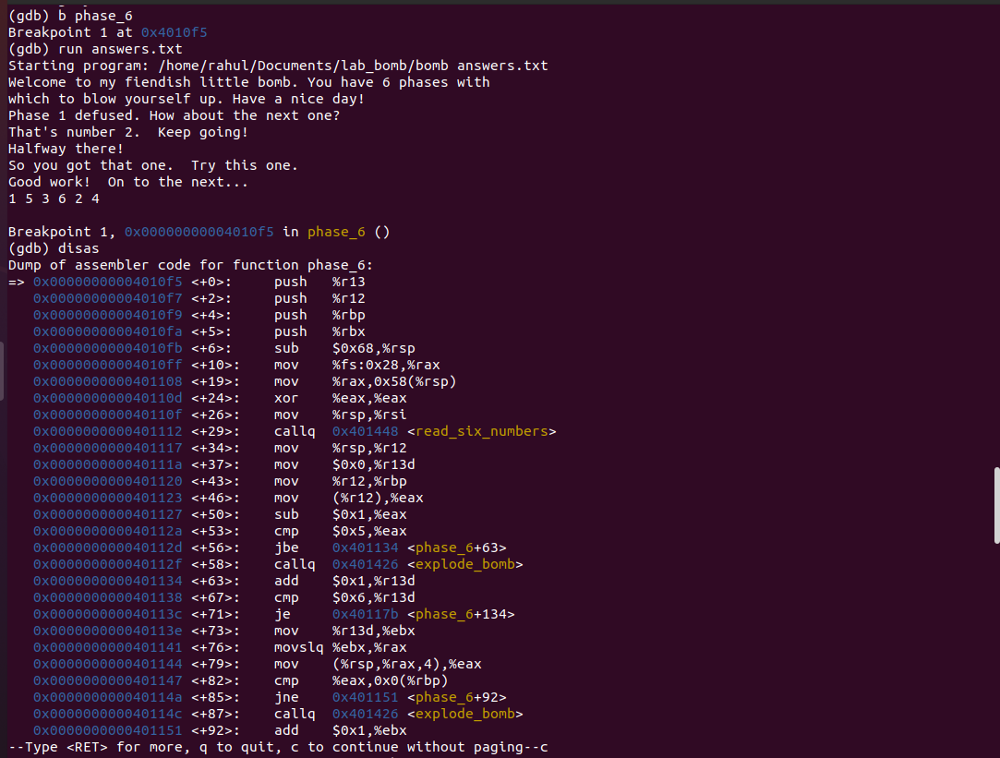 (gdb) b phase_6
Breakpoint 1 at 0x4010f5
(gdb) run answers.txt
Starting program: /home/rahul/Documents/lab_bomb/bomb answers.txt
Welcome to my fiendish little bomb. You have 6 phases with
which to blow yourself up. Have a nice day!
Phase 1 defused. How about the next one?
That's number 2.  Keep going!
Halfway there!
So you got that one.  Try this one.
Good work!  On to the next...
1 5 3 6 2 4

Breakpoint 1, 0x00000000004010f5 in phase_6 ()
(gdb) disas
Dump of assembler code for function phase_6:
=> 0x00000000004010f5 <+0>:     push   %r13
   0x00000000004010f7 <+2>:     push   %r12
   0x00000000004010f9 <+4>:     push   %rbp
   0x00000000004010fa <+5>:     push   %rbx
   0x00000000004010fb <+6>:     sub    $0x68,%rsp
   0x00000000004010ff <+10>:    mov    %fs:0x28,%rax
   0x0000000000401108 <+19>:    mov    %rax,0x58(%rsp)
   0x000000000040110d <+24>:    xor    %eax,%eax
   0x000000000040110f <+26>:    mov    %rsp,%rsi
   0x0000000000401112 <+29>:    callq  0x401448 <read_six_numbers>
   0x0000000000401117 <+34>:    mov    %rsp,%r12
   0x000000000040111a <+37>:    mov    $0x0,%r13d
   0x0000000000401120 <+43>:    mov    %r12,%rbp
   0x0000000000401123 <+46>:    mov    (%r12),%eax
   0x0000000000401127 <+50>:    sub    $0x1,%eax
   0x000000000040112a <+53>:    cmp    $0x5,%eax
   0x000000000040112d <+56>:    jbe    0x401134 <phase_6+63>
   0x000000000040112f <+58>:    callq  0x401426 <explode_bomb>
   0x0000000000401134 <+63>:    add    $0x1,%r13d
   0x0000000000401138 <+67>:    cmp    $0x6,%r13d
   0x000000000040113c <+71>:    je     0x40117b <phase_6+134>
   0x000000000040113e <+73>:    mov    %r13d,%ebx
   0x0000000000401141 <+76>:    movslq %ebx,%rax
   0x0000000000401144 <+79>:    mov    (%rsp,%rax,4),%eax
   0x0000000000401147 <+82>:    cmp    %eax,0x0(%rbp)
   0x000000000040114a <+85>:    jne    0x401151 <phase_6+92>
   0x000000000040114c <+87>:    callq  0x401426 <explode_bomb>
   0x0000000000401151 <+92>:    add    $0x1,%ebx
--Type <RET> for more, q to quit, c to continue without paging--c